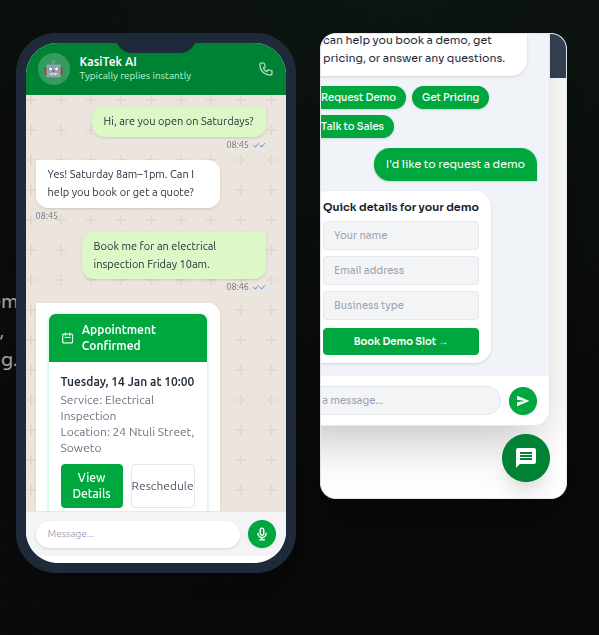 KasiTek AI
Typically replies instantly
Hi, are you open on Saturdays?
08:45
Yes! Saturday 8am–1pm. Can I
help you book or get a quote?
08:45
Book me for an electrical
inspection Friday 10am.
08:46
Appointment
Confirmed
Tuesday, 14 Jan at 10:00
Service: Electrical
Inspection
Location: 24 Ntuli Street,
Soweto
View
Details
Reschedule
Message...
em
,
g.
can help you book a demo, get
pricing, or answer any questions.
Request Demo
Get Pricing
Talk to Sales
I'd like to request a demo
Quick details for your demo
Your name
Email address
Business type
Book Demo Slot →
a message...